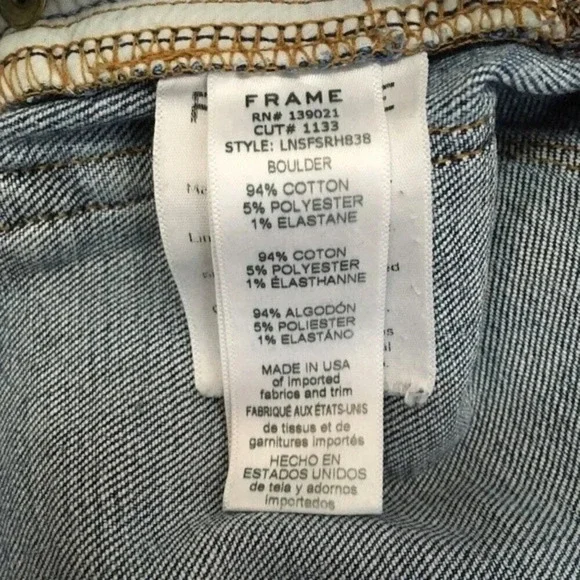 FRAME
RN# 139021
CUT# 1133
STYLE: LNSFSRH838
BOULDER
94% COTTON
5% POLYESTER
1% ELASTANE
94% COTON
5% POLYESTER
1% ÉLASTHANNE
94% ALGODÓN
5% POLIESTER
1% ELASTÁNO
MADE IN USA
of imported
fabrics and trim
FABRIQUÉ AUX ÉTATS-UNIS
de tissus et de
garnitures importés
HECHO EN
ESTADOS UNIDOS
de tela y adornos
importados